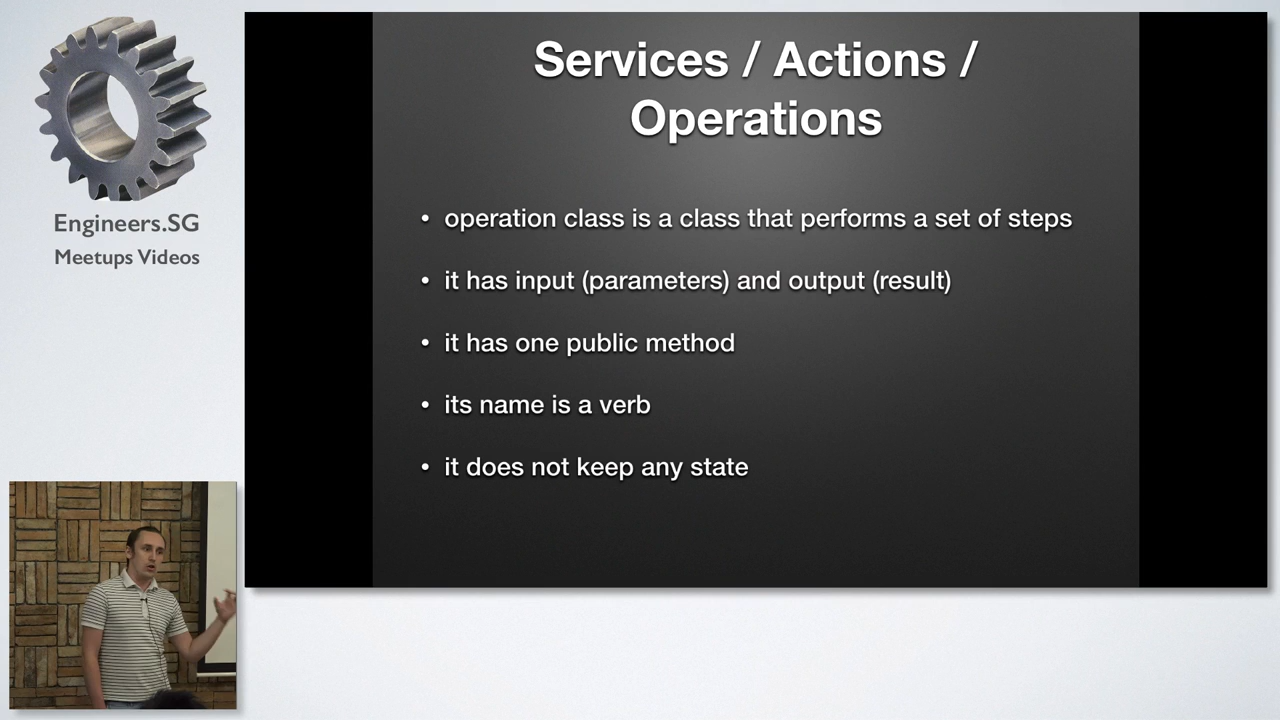 Services / Actions /
Operations
• operation class is a class that performs a set of steps
• it has input (parameters) and output (result)
• it has one public method
• its name is a verb
• it does not keep any state
Engineers.SG
Meetups Videos